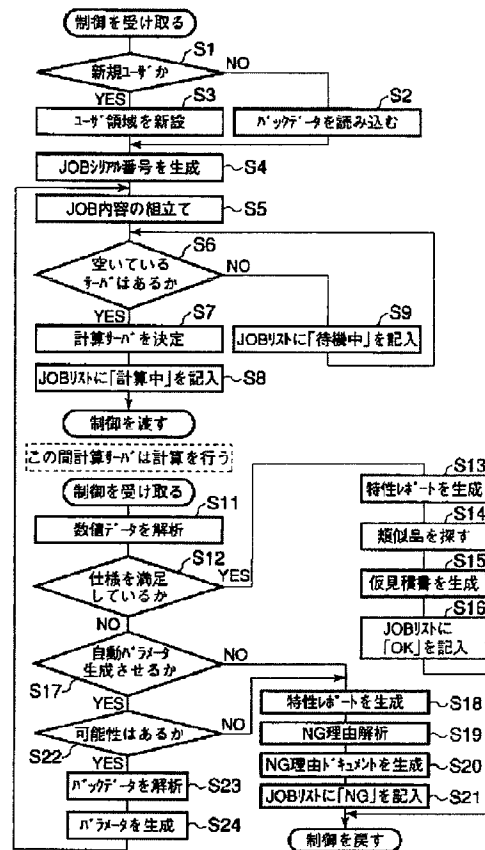 制御を受け取る
S1
新規ユーザか
NO
YES
S3
S2
ユーザ領域を新設
バックデータを読み込む
JOBシリアル番号を生成
S4
JOB内容の組立て
S5
S6
空いている
サーバはあるか
NO
YES
S7
S9
計算サーバを決定
JOBリストに「待機中」を記入
JOBリストに「計算中」を記入
S8
制御を渡す
この間計算サーバは計算を行う
制御を受け取る
S11
数値データを解析
S12
仕様を満足
しているか
YES
NO
S13
特性レポートを生成
S14
類似品を探す
S15
仮見積書を生成
S16
JOBリストに
「OK」を記入
自動パラメータ
生成させるか
NO
S17
YES
可能性はあるか
NO
S22
YES
特性レポートを生成
S18
NG理由解析
S19
NG理由ドキュメントを生成
S20
JOBリストに「NG」を記入
S21
バックデータを解析
S23
パラメータを生成
S24
制御を戻す